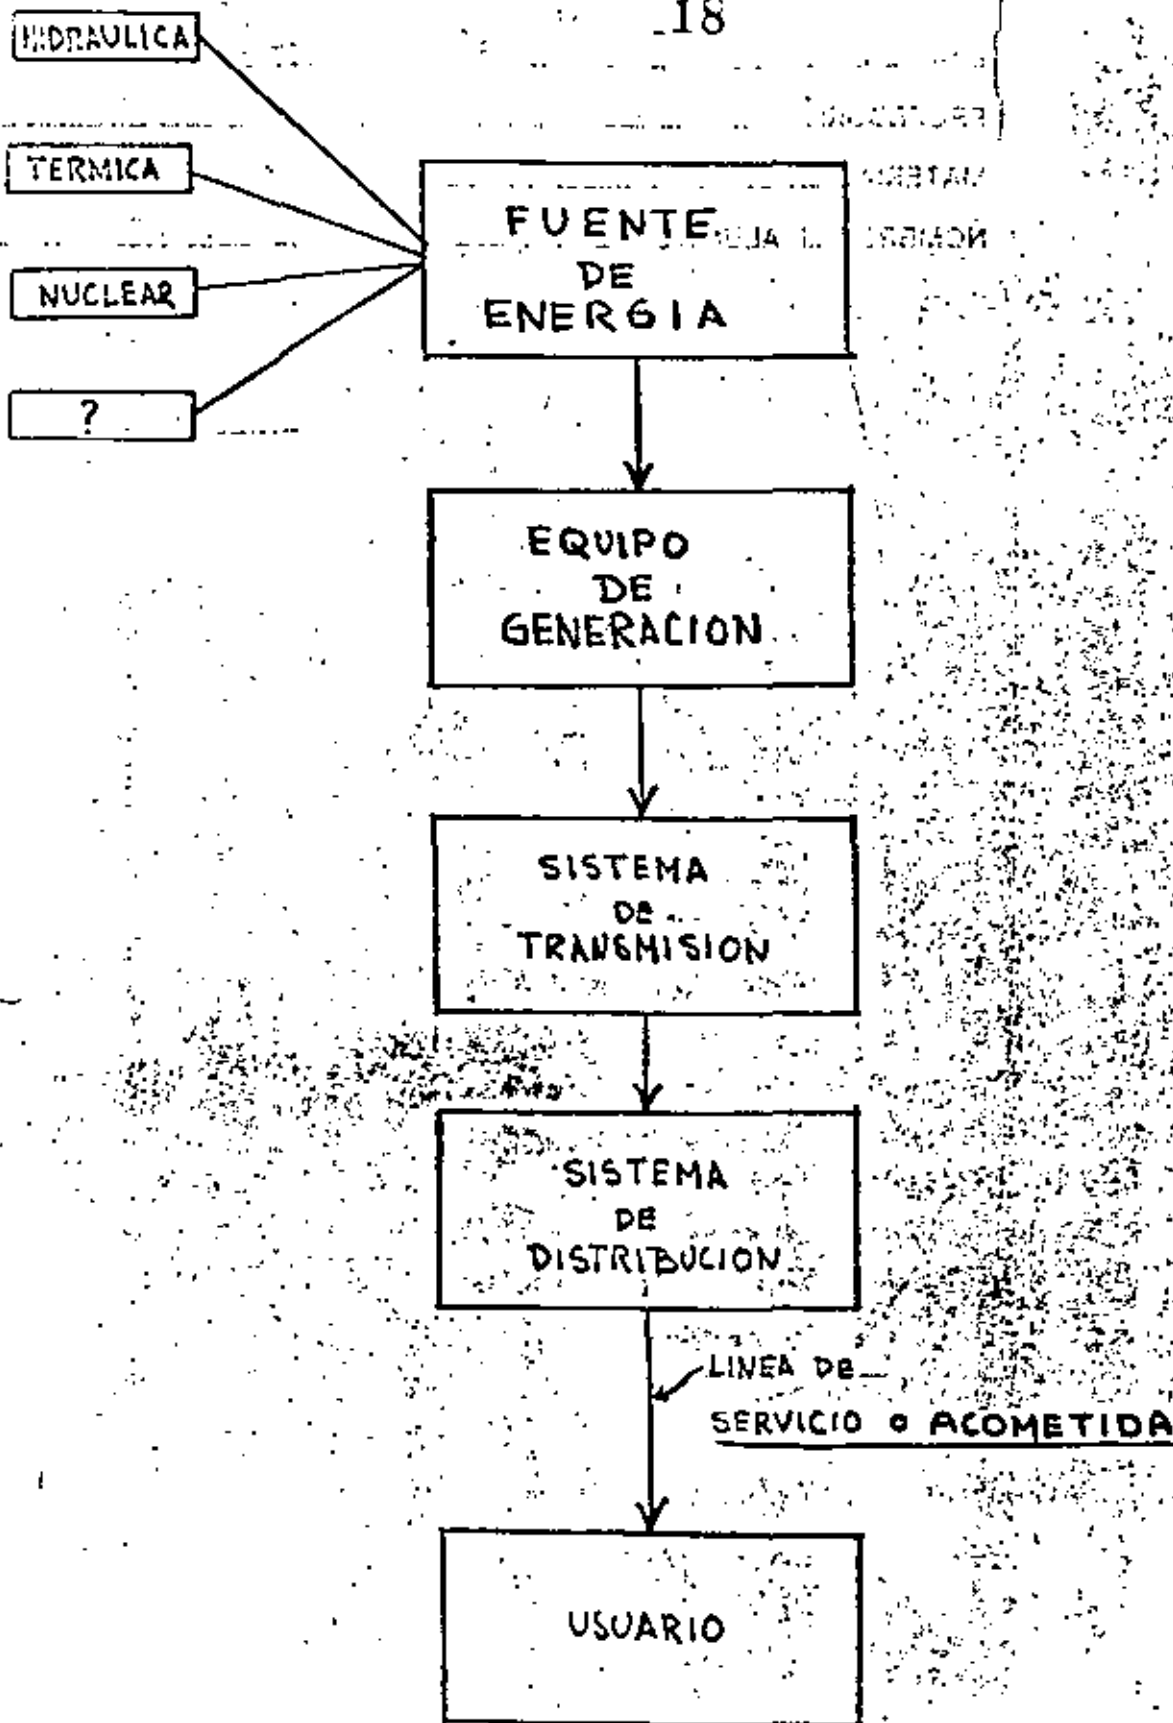 18
HIDRAULICA
TERMICA
NUCLEAR
?
FUENTE
DE
ENERGIA
EQUIPO
DE
GENERACION
SISTEMA
DE
TRANSMISION
SISTEMA
DE
DISTRIBUCION
LINEA DE
SERVICIO O ACOMETIDA
USUARIO